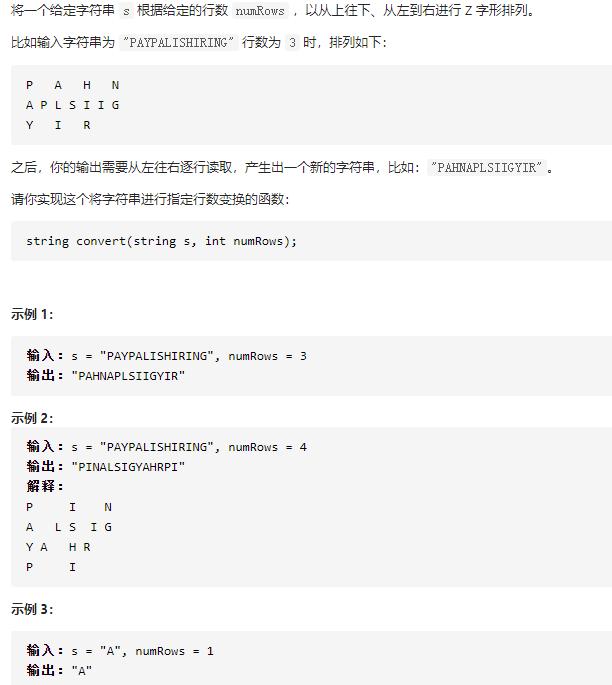 将一个给定字符串 s 根据给定的行数 numRows ，以从上往下、从左到右进行 Z 字形排列。
比如输入字符串为 "PAYPALISHIRING" 行数为 3 时，排列如下：
P   A   H   N
A P L S I I G
Y   I   R
之后，你的输出需要从左往右逐行读取，产生出一个新的字符串，比如："PAHNAPLSIIGYIR"。
请你实现这个将字符串进行指定行数变换的函数：
string convert(string s, int numRows);
示例 1：
输入：s = "PAYPALISHIRING", numRows = 3
输出："PAHNAPLSIIGYIR"
示例 2：
输入：s = "PAYPALISHIRING", numRows = 4
输出："PINALSIGYAHRPI"
解释：
P     I    N
A   L S  I G
Y A   H R
P     I
示例 3：
输入：s = "A", numRows = 1
输出："A"